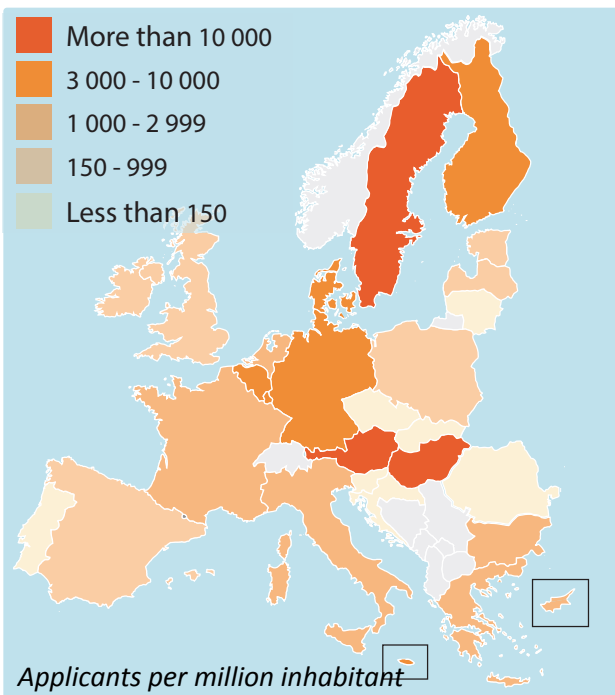 More than 10 000
3 000 - 10 000
1 000 - 2 999
150 - 999
Less than 150
Applicants per million inhabitant